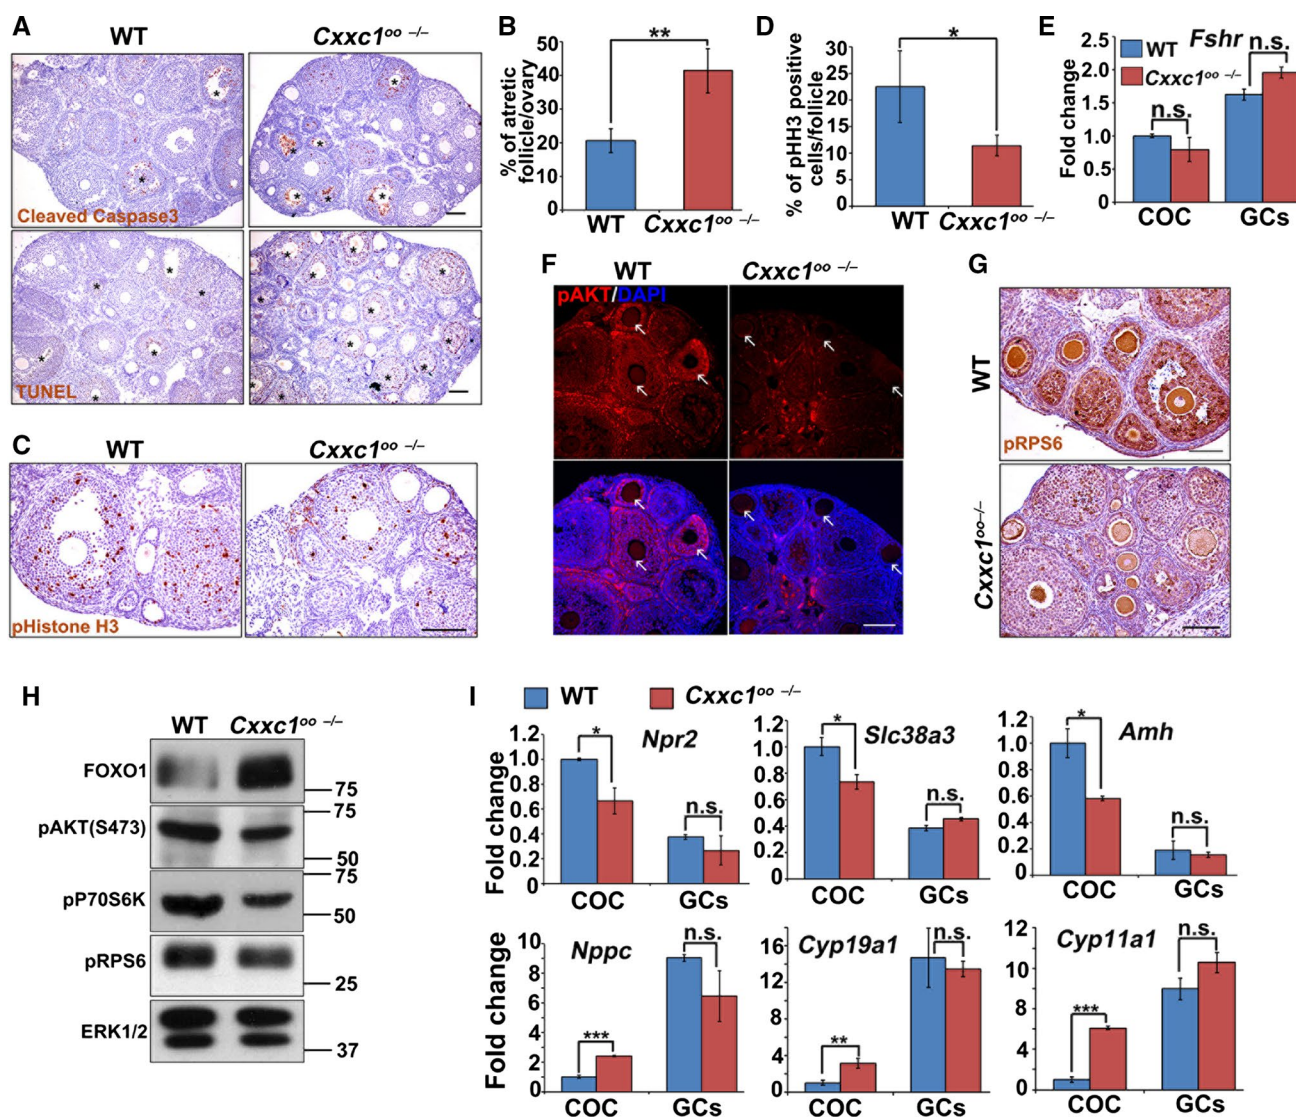 A
WT
Cxxc1oo –/–
Cleaved Caspase3
TUNEL
B
**
% of atretic
follicle/ovary
50
40
30
20
10
0
WT
Cxxc1oo –/–
D
*
% of pHH3 positive
cells/follicle
30
25
20
15
10
5
0
WT
Cxxc1oo –/–
E
WT
Cxxc1oo –/–
Fshr
n.s.
n.s.
Fold change
2.5
2.0
1.5
1.0
0.5
0
COC
GCs
C
WT
Cxxc1oo –/–
pHistone H3
F
WT
Cxxc1oo –/–
pAKT/DAPI
G
WT
pRPS6
Cxxc1oo–/–
H
WT
Cxxc1oo –/–
FOXO1
75
pAKT(S473)
75
50
pP70S6K
75
50
pRPS6
25
ERK1/2
37
I
WT
Cxxc1oo –/–
Npr2
*
n.s.
Fold change
1.2
1.0
0.8
0.6
0.4
0.2
0
COC
GCs
Slc38a3
*
n.s.
1.2
1.0
0.8
0.6
0.4
0.2
0
COC
GCs
Amh
*
n.s.
1.2
1.0
0.8
0.6
0.4
0.2
0
COC
GCs
Nppc
***
n.s.
Fold change
10
8
6
4
2
0
COC
GCs
Cyp19a1
**
n.s.
16
12
8
4
0
COC
GCs
Cyp11a1
***
n.s.
12
10
8
6
4
2
0
COC
GCs